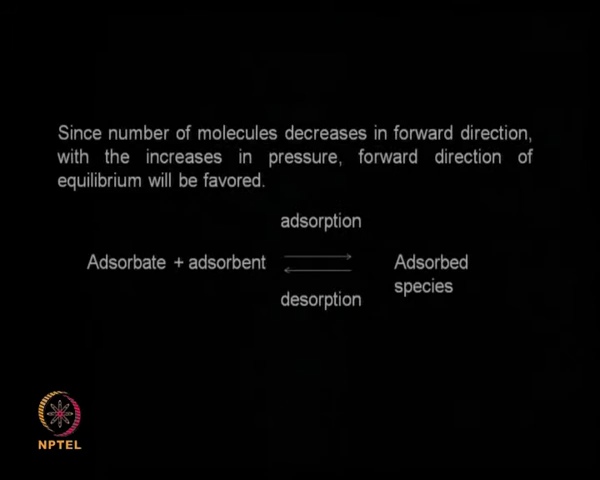 Since number of molecules decreases in forward direction,
with the increases in pressure, forward direction of
equilibrium will be favored.
adsorption
Adsorbate + adsorbent
Adsorbed
species
desorption
NPTEL